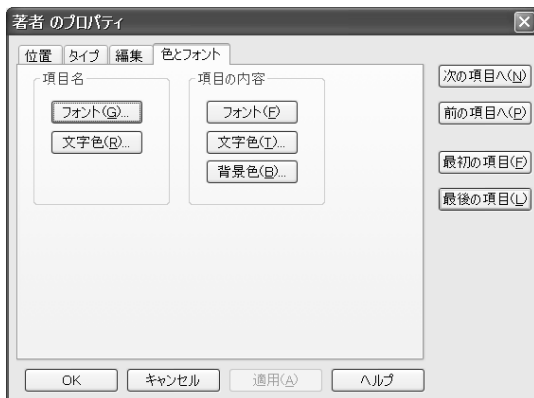 著者 のプロパティ
位置 タイプ 編集 色とフォント
項目名
フォント(G)...
文字色(R)...
項目の内容
フォント(F)
文字色(T)...
背景色(B)...
次の項目へ(N)
前の項目へ(P)
最初の項目(F)
最後の項目(L)
OK キャンセル 適用(A) ヘルプ